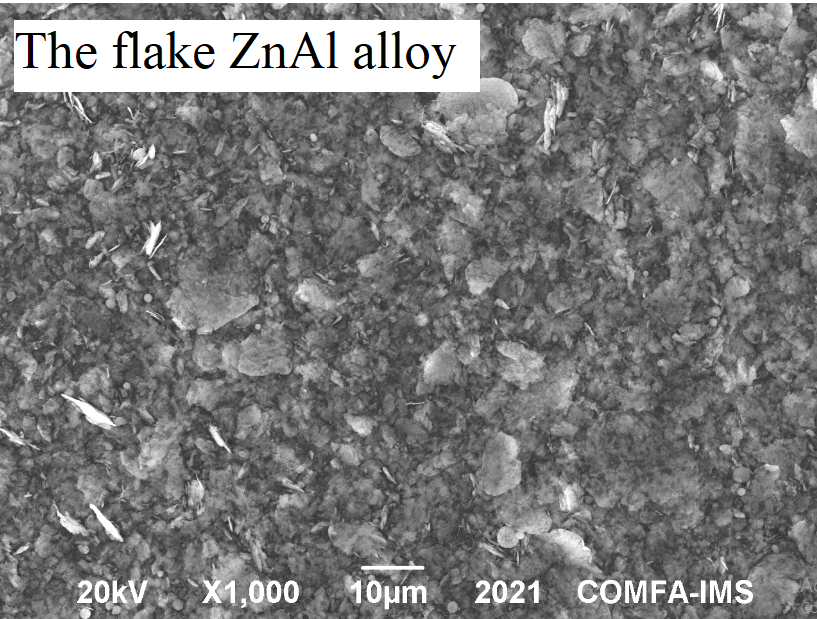 The flake ZnAl alloy
20kV X1,000 10µm 2021 COMFA-IMS